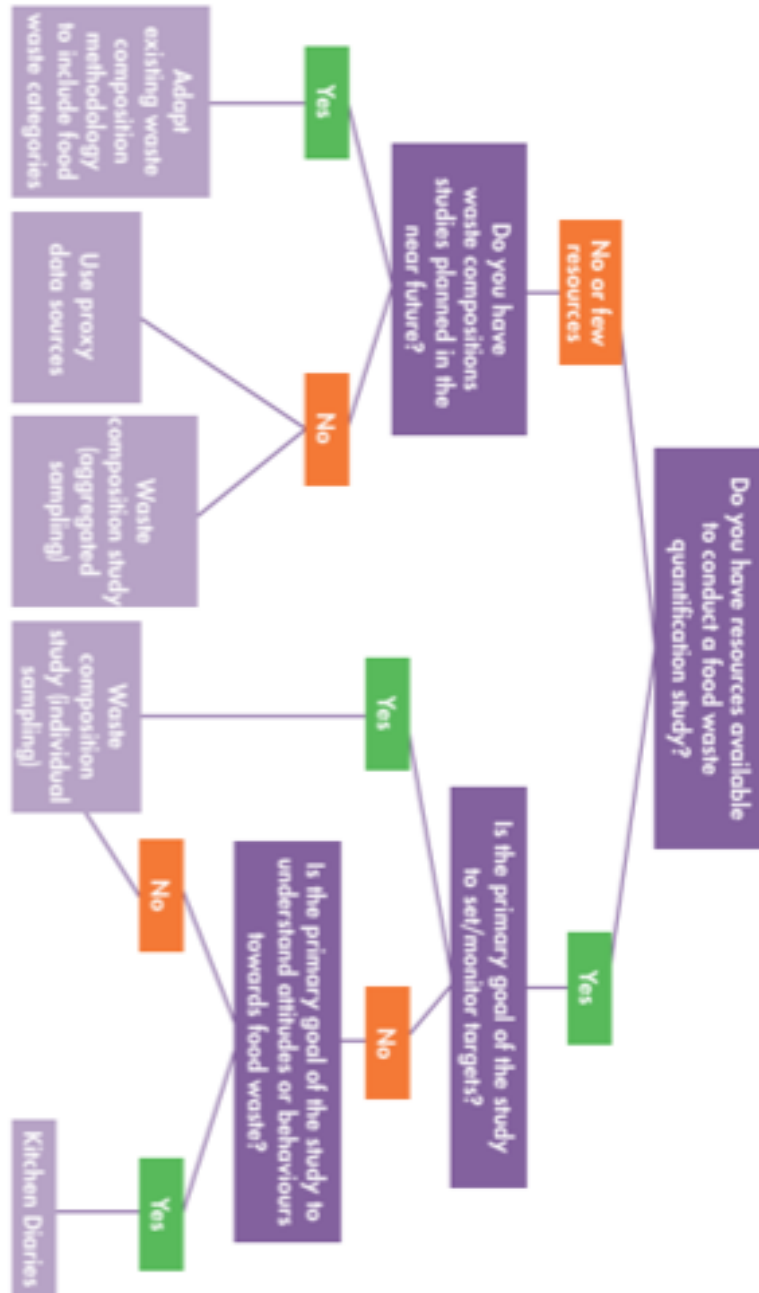 Do you have resources available
to conduct a food waste
quantification study?
No or few
resources
Yes
Do you have
waste compositions
studies planned in the
near future?
Is the primary goal of the study
to set/monitor targets?
Yes
No
Yes
No
Is the primary goal of the study to
understand attitudes or behaviours
towards food waste?
No
Yes
Adapt
existing waste
composition
methodology
to include food
waste categories
Use proxy
data sources
Waste
composition study
(aggregated
sampling)
Waste
composition
study (individual
sampling)
Kitchen Diaries